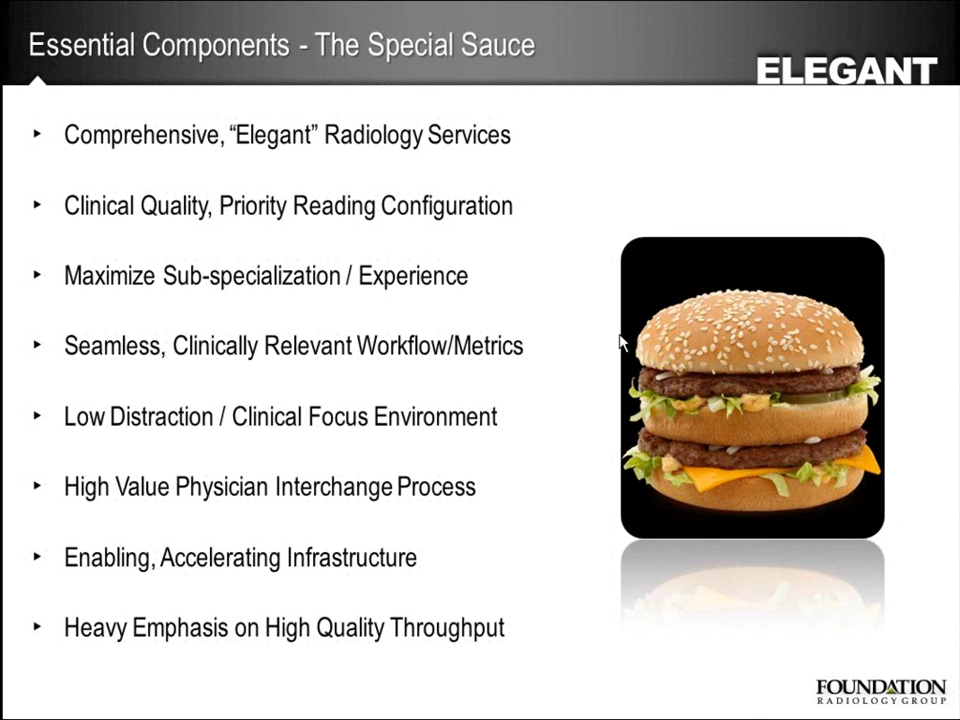 Essential Components - The Special Sauce
ELEGANT
Comprehensive, “Elegant” Radiology Services
Clinical Quality, Priority Reading Configuration
Maximize Sub-specialization / Experience
Seamless, Clinically Relevant Workflow/Metrics
Low Distraction / Clinical Focus Environment
High Value Physician Interchange Process
Enabling, Accelerating Infrastructure
Heavy Emphasis on High Quality Throughput
FOUNDATION
RADIOLOGY GROUP